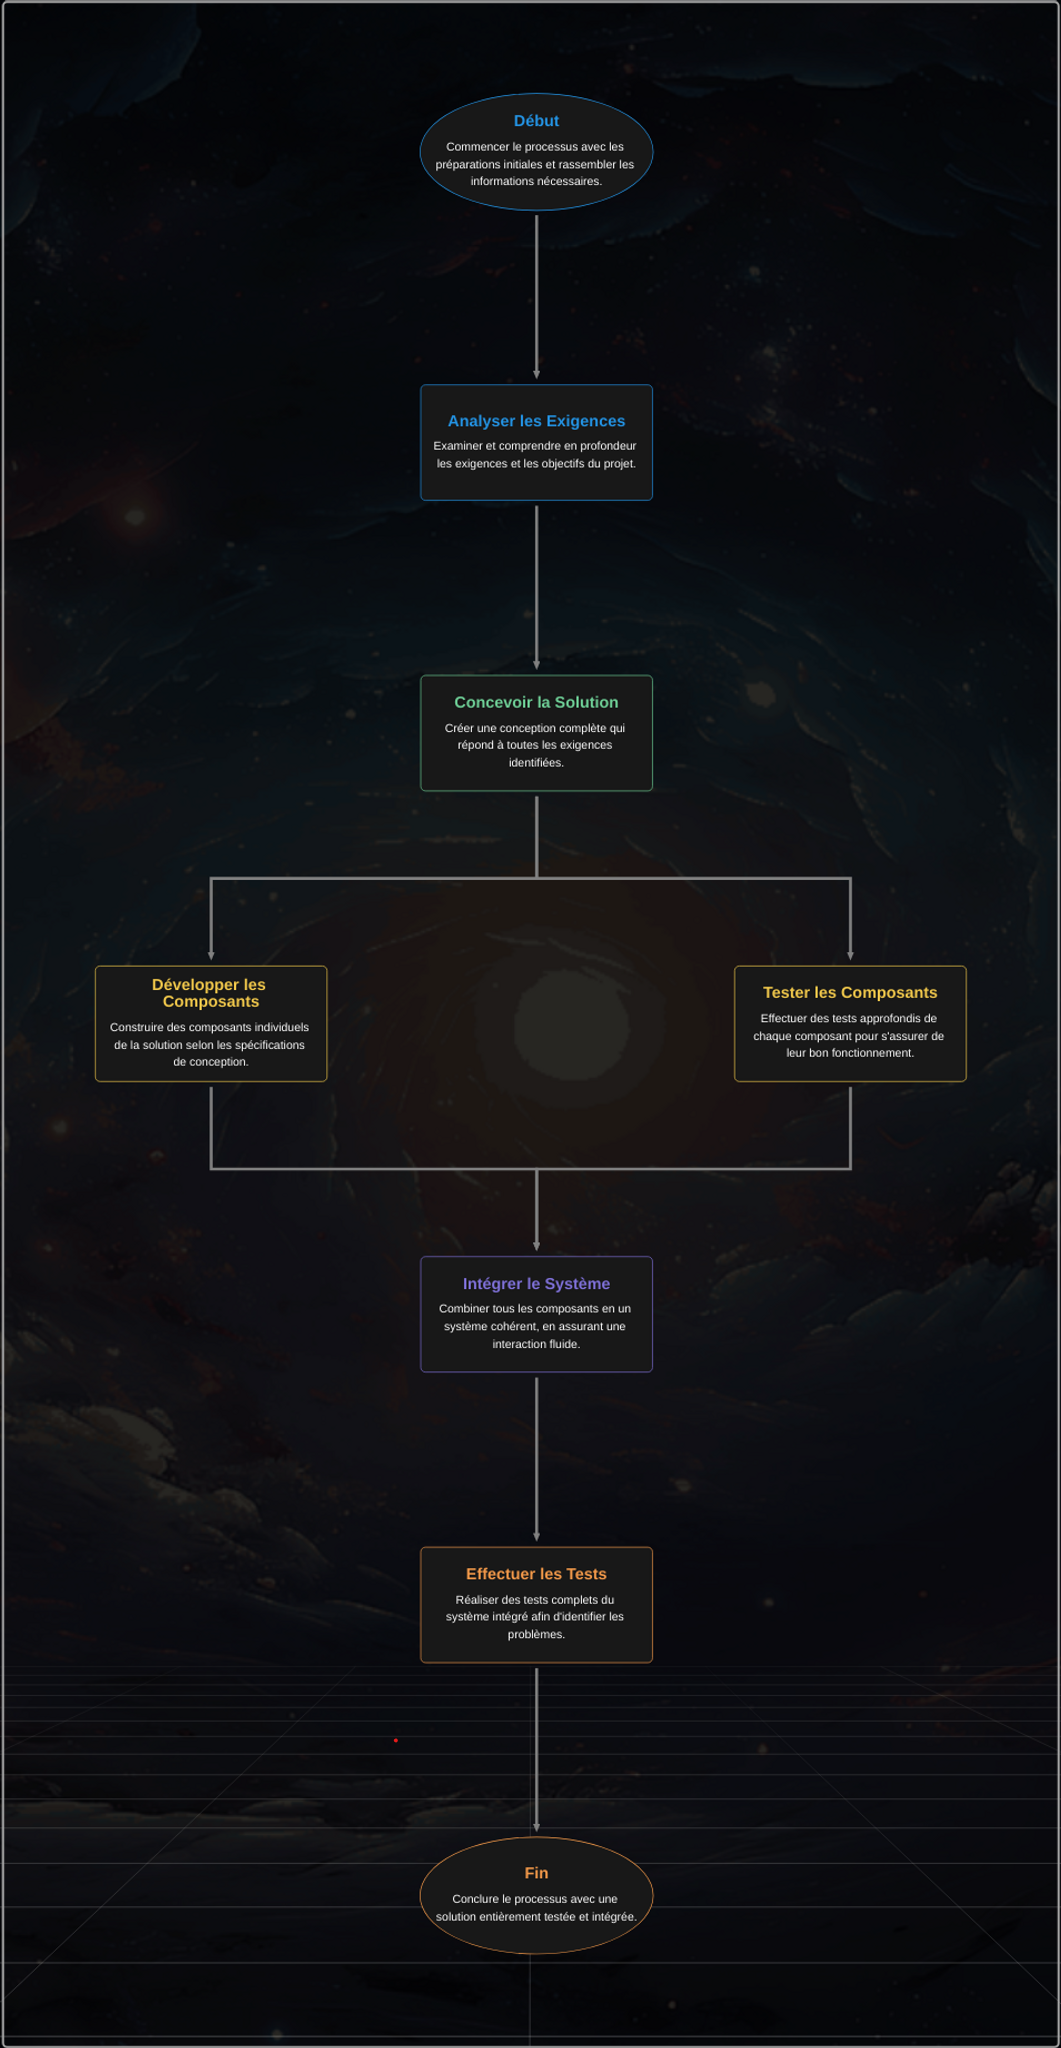 Début
Commencer le processus avec les
préparations initiales et rassembler les
informations nécessaires.
Analyser les Exigences
Examiner et comprendre en profondeur
les exigences et les objectifs du projet.
Concevoir la Solution
Créer une conception complète qui
répond à toutes les exigences
identifiées.
Développer les
Composants
Construire des composants individuels
de la solution selon les spécifications
de conception.
Tester les Composants
Effectuer des tests approfondis de
chaque composant pour s'assurer de
leur bon fonctionnement.
Intégrer le Système
Combiner tous les composants en un
système cohérent, en assurant une
interaction fluide.
Effectuer les Tests
Réaliser des tests complets du
système intégré afin d'identifier les
problèmes.
Fin
Conclure le processus avec une
solution entièrement testée et intégrée.